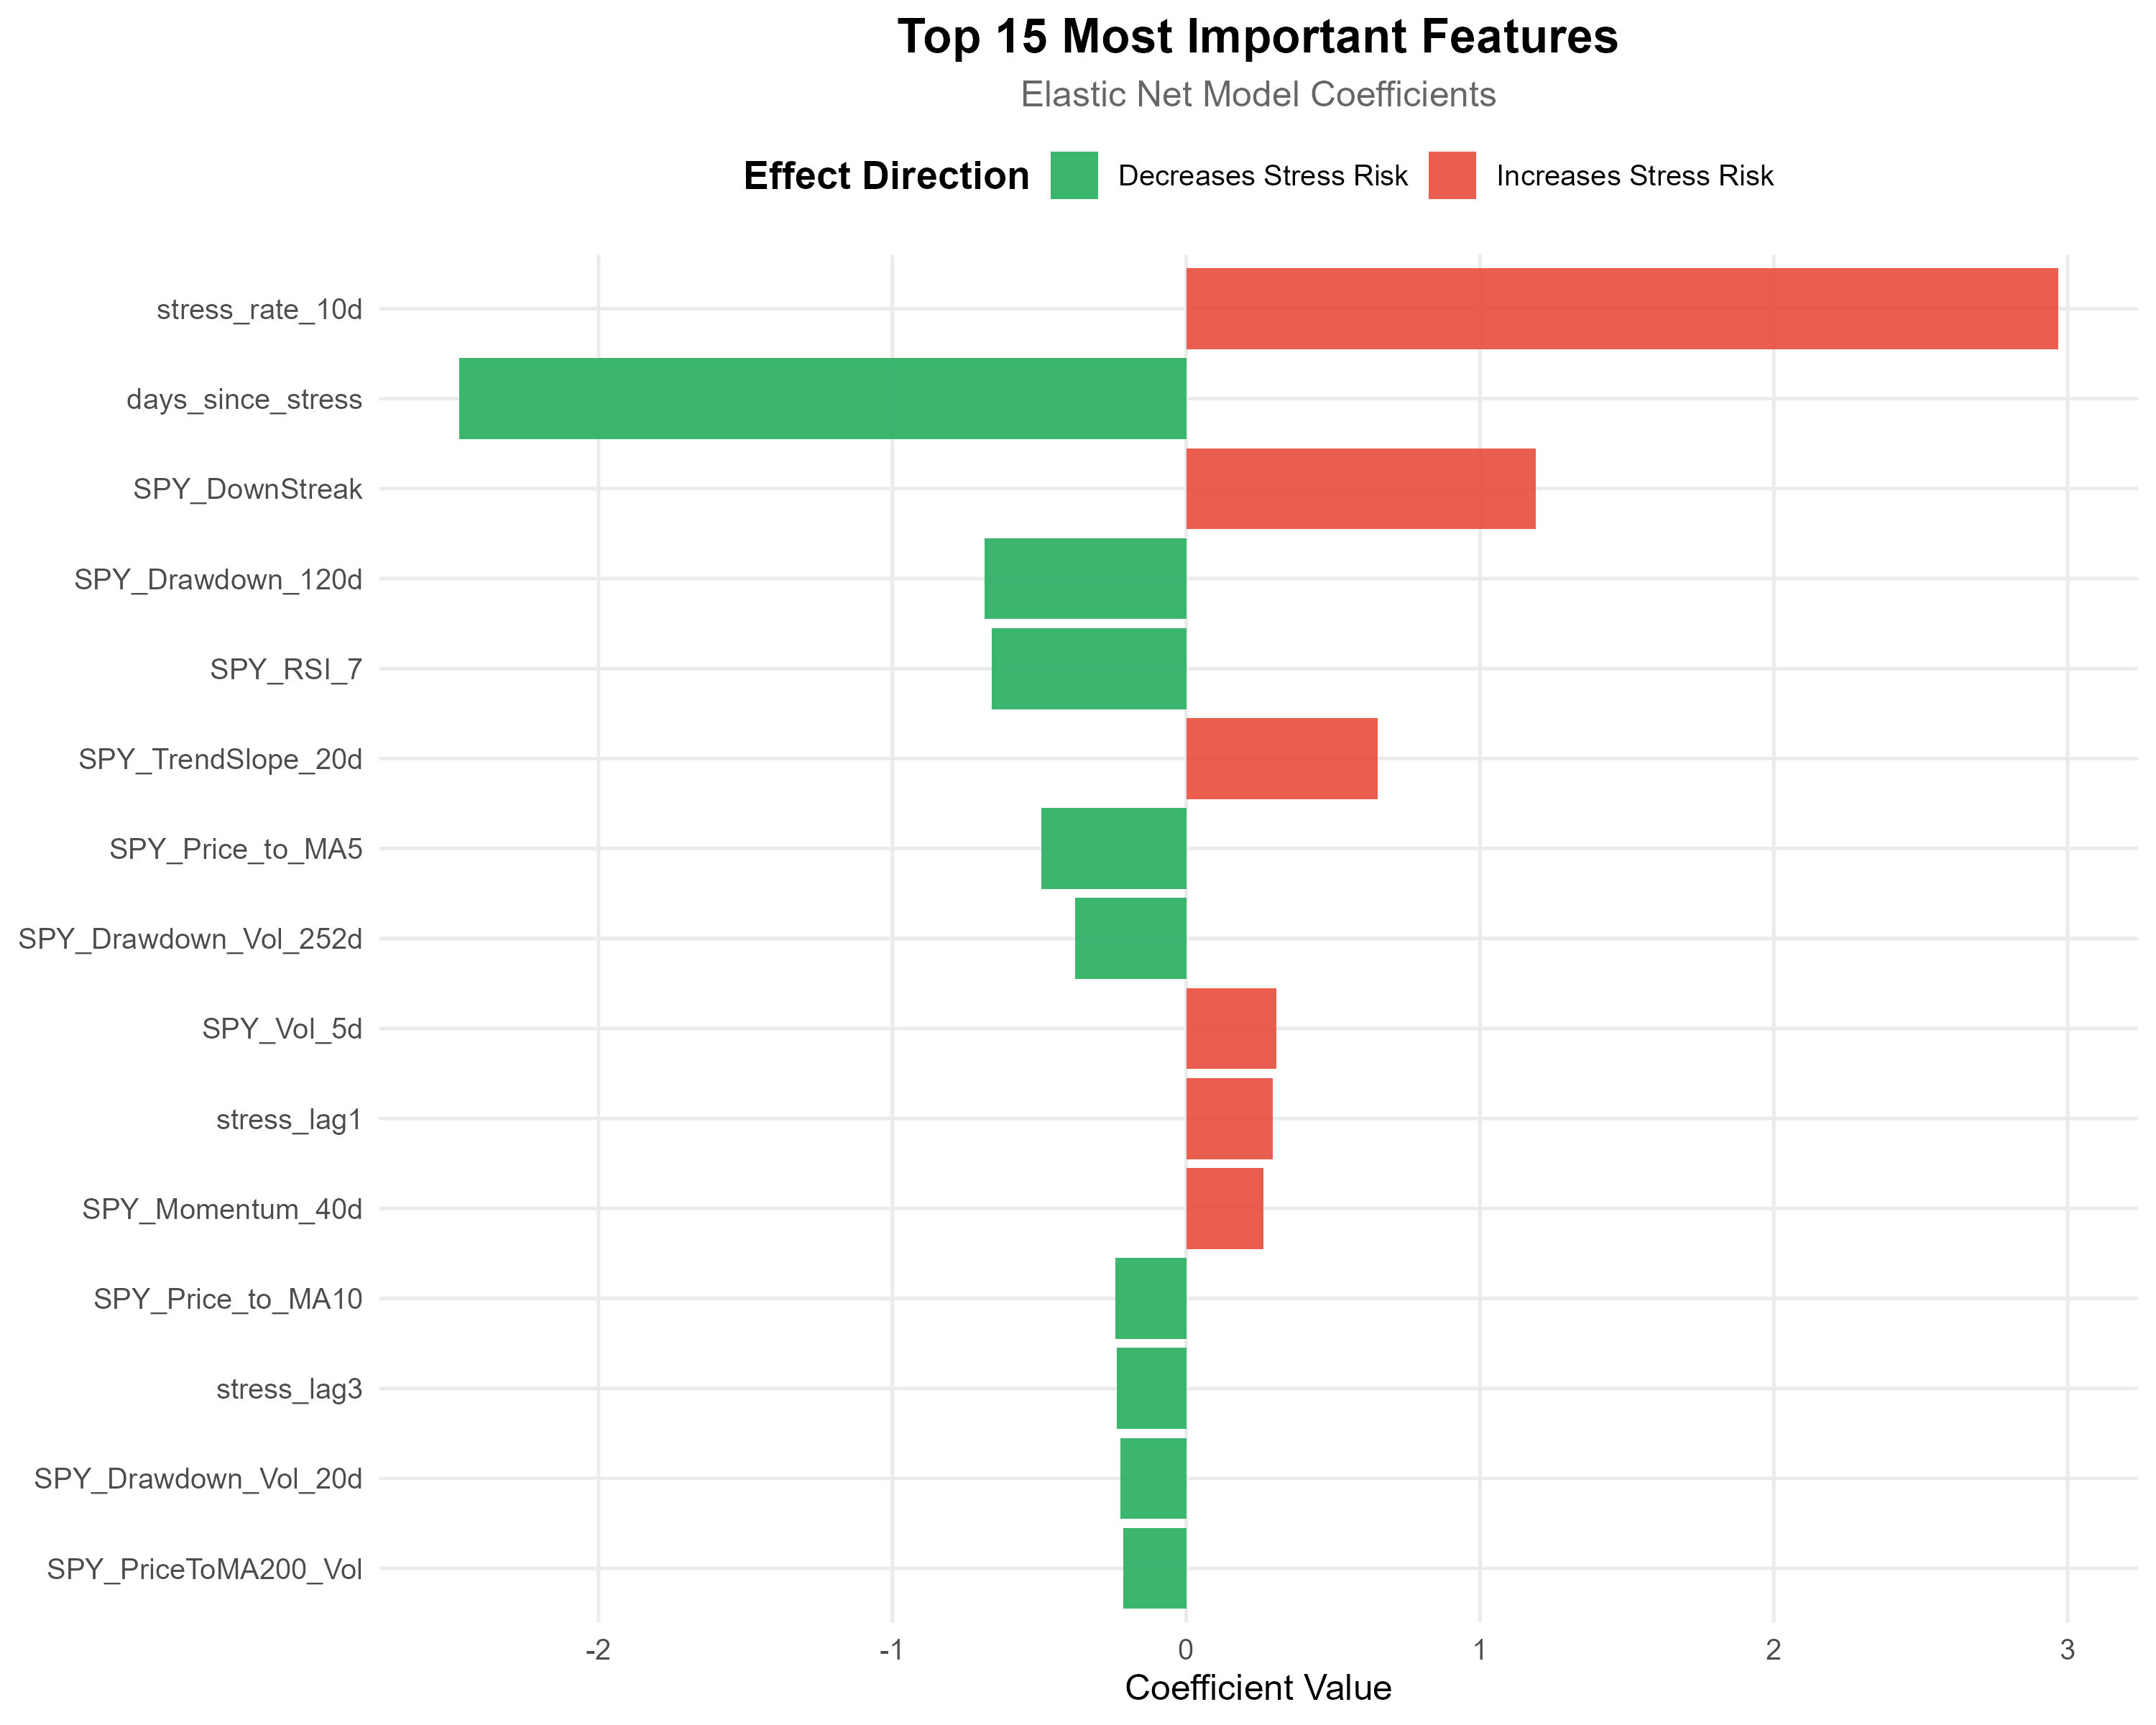 Top 15 Most Important Features
Elastic Net Model Coefficients
Effect Direction Decreases Stress Risk Increases Stress Risk
stress_rate_10d
days_since_stress
SPY_DownStreak
SPY_Drawdown_120d
SPY_RSI_7
SPY_TrendSlope_20d
SPY_Price_to_MA5
SPY_Drawdown_Vol_252d
SPY_Vol_5d
stress_lag1
SPY_Momentum_40d
SPY_Price_to_MA10
stress_lag3
SPY_Drawdown_Vol_20d
SPY_PriceToMA200_Vol
-2 -1 0 1 2 3
Coefficient Value